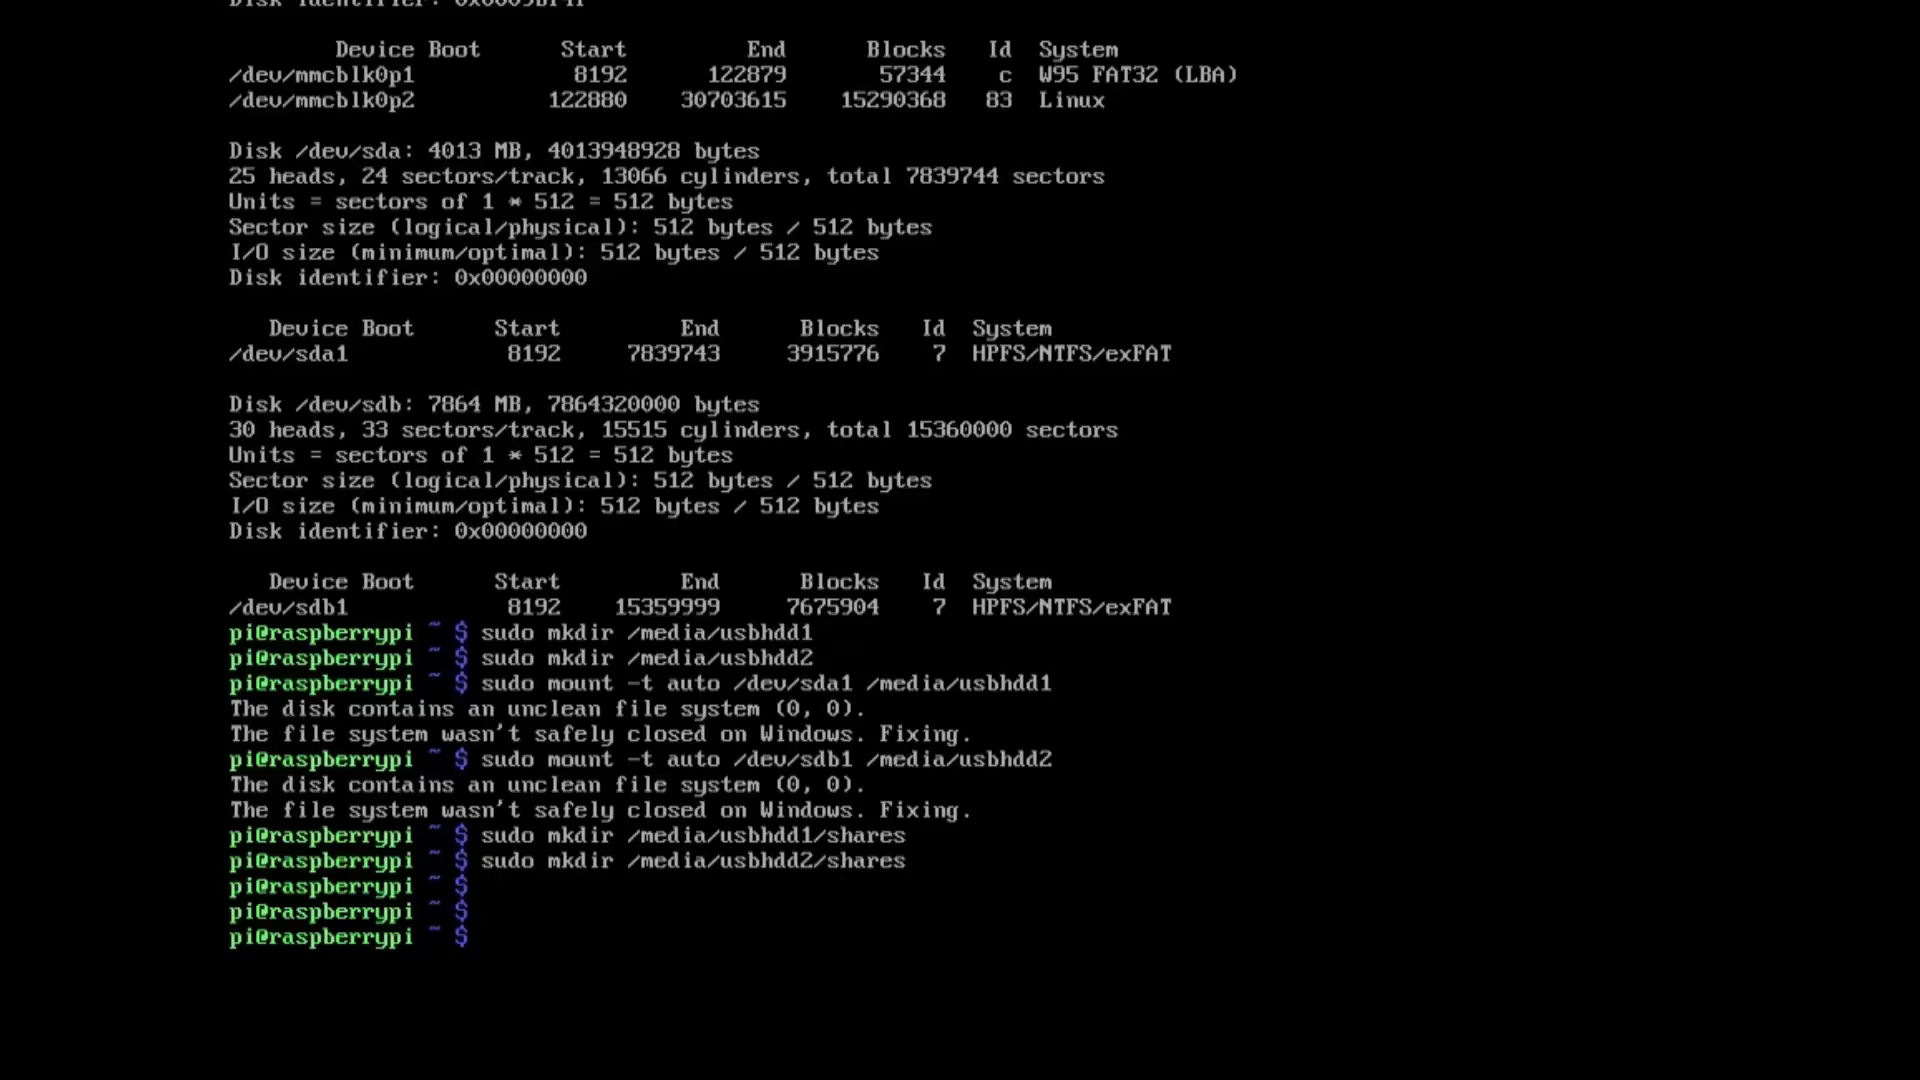 Disk identifier:
Device Boot Start End Blocks Id System
/dev/mmcblk0p1 8192 122879 57344 c W95 FAT32 (LBA)
/dev/mmcblk0p2 122880 30703615 15290368 83 Linux
Disk /dev/sda: 4013 MB, 4013948928 bytes
25 heads, 24 sectors/track, 13066 cylinders, total 7839744 sectors
Units = sectors of 1 * 512 = 512 bytes
Sector size (logical/physical): 512 bytes / 512 bytes
I/O size (minimum/optimal): 512 bytes / 512 bytes
Disk identifier: 0x00000000
Device Boot Start End Blocks Id System
/dev/sda1 8192 7839743 3915776 7 HPFS/NTFS/exFAT
Disk /dev/sdb: 7864 MB, 7864320000 bytes
30 heads, 33 sectors/track, 15515 cylinders, total 15360000 sectors
Units = sectors of 1 * 512 = 512 bytes
Sector size (logical/physical): 512 bytes / 512 bytes
I/O size (minimum/optimal): 512 bytes / 512 bytes
Disk identifier: 0x00000000
Device Boot Start End Blocks Id System
/dev/sdb1 8192 15359999 7675904 7 HPFS/NTFS/exFAT
pi@raspberrypi ~ $ sudo mkdir /media/usbhdd1
pi@raspberrypi ~ $ sudo mkdir /media/usbhdd2
pi@raspberrypi ~ $ sudo mount -t auto /dev/sda1 /media/usbhdd1
The disk contains an unclean file system (0, 0).
The file system wasn't safely closed on Windows. Fixing.
pi@raspberrypi ~ $ sudo mount -t auto /dev/sdb1 /media/usbhdd2
The disk contains an unclean file system (0, 0).
The file system wasn't safely closed on Windows. Fixing.
pi@raspberrypi ~ $ sudo mkdir /media/usbhdd1/shares
pi@raspberrypi ~ $ sudo mkdir /media/usbhdd2/shares
pi@raspberrypi ~ $
pi@raspberrypi ~ $
pi@raspberrypi ~ $